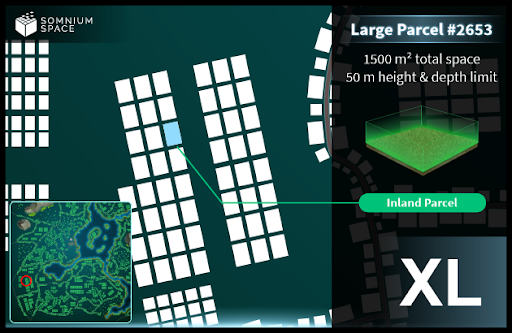 SOMNIUM
SPACE
Large Parcel #2653
1500 m² total space
50 m height & depth limit
Inland Parcel
XL